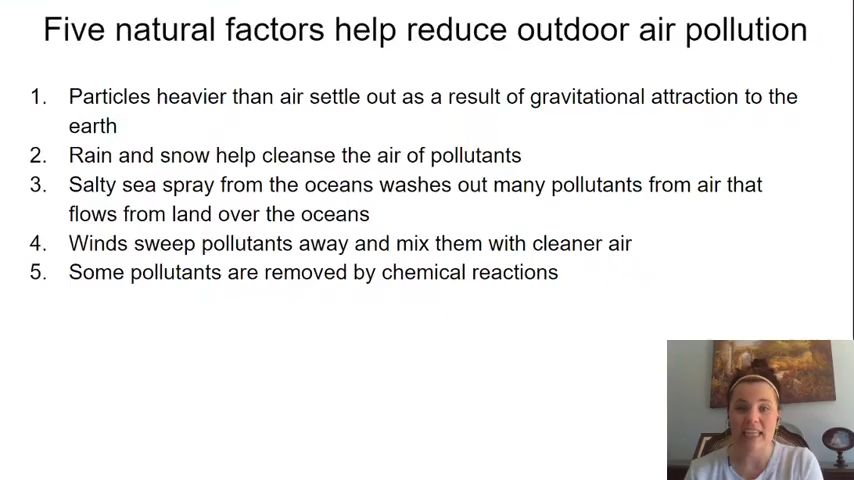 Five natural factors help reduce outdoor air pollution
1. Particles heavier than air settle out as a result of gravitational attraction to the
earth
2. Rain and snow help cleanse the air of pollutants
3. Salty sea spray from the oceans washes out many pollutants from air that
flows from land over the oceans
4. Winds sweep pollutants away and mix them with cleaner air
5. Some pollutants are removed by chemical reactions